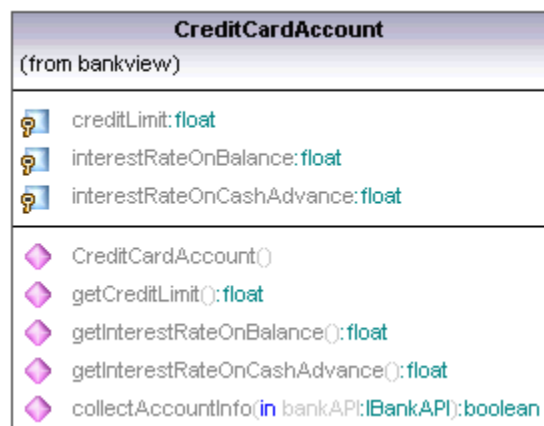 CreditCardAccount
(from bankview)
creditLimit:float
interestRateOnBalance:float
interestRateOnCashAdvance:float
CreditCardAccount()
getCreditLimit():float
getInterestRateOnBalance():float
getInterestRateOnCashAdvance():float
collectAccountInfo(in bankAPI:IBankAPI):boolean